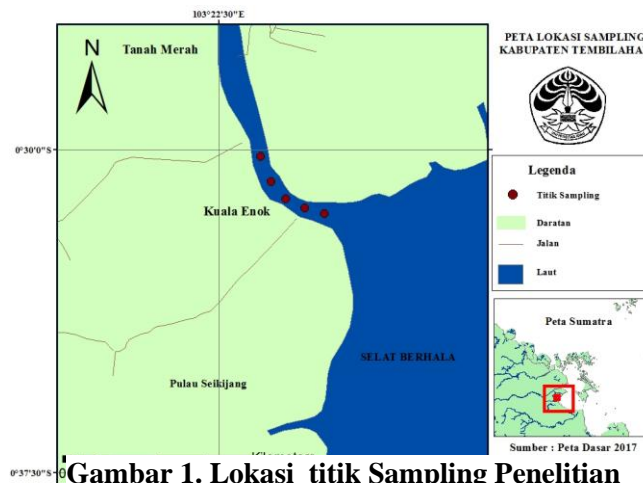 103°22'30"E
Tanah Merah
N
0°30'0"S
Kuala Enok
SELAT BERHALA
Pulau Seikijang
0°37'30"S
PETA LOKASI SAMPLING
KABUPATEN TEMBILAHA
Legenda
Titik Sampling
Daratan
Jalan
Laut
Peta Sumatra
Sumber : Peta Dasar 2017
Gambar 1. Lokasi titik Sampling Penelitian